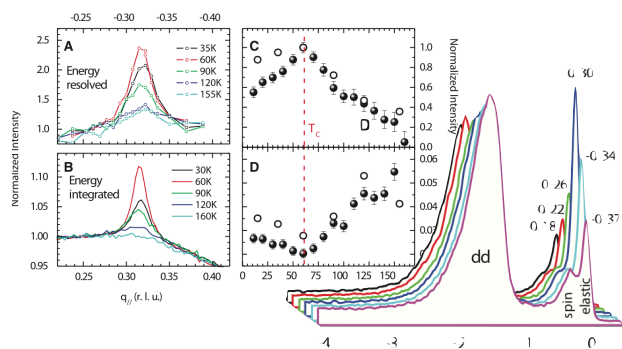 -0.25 -0.30 -0.35 -0.40
2.5
2.0
1.5
1.0
A
Energy
resolved
35K
60K
90K
120K
155K
Normalized intensity
1.10
1.05
1.00
0.95
B
Energy
integrated
30K
60K
90K
120K
160K
0.25 0.30 0.35 0.40
q// (r. l. u.)
C
D
Tc
1.0
0.8
0.6
0.4
0.2
0.0
Normalized Intensity
D
0.06
0.05
0.04
0.03
0 50 100 150
0.30
-0.34
0.26
0.22
0.18
-0.37
dd
spin
elastic
4 -3 -2 1 0